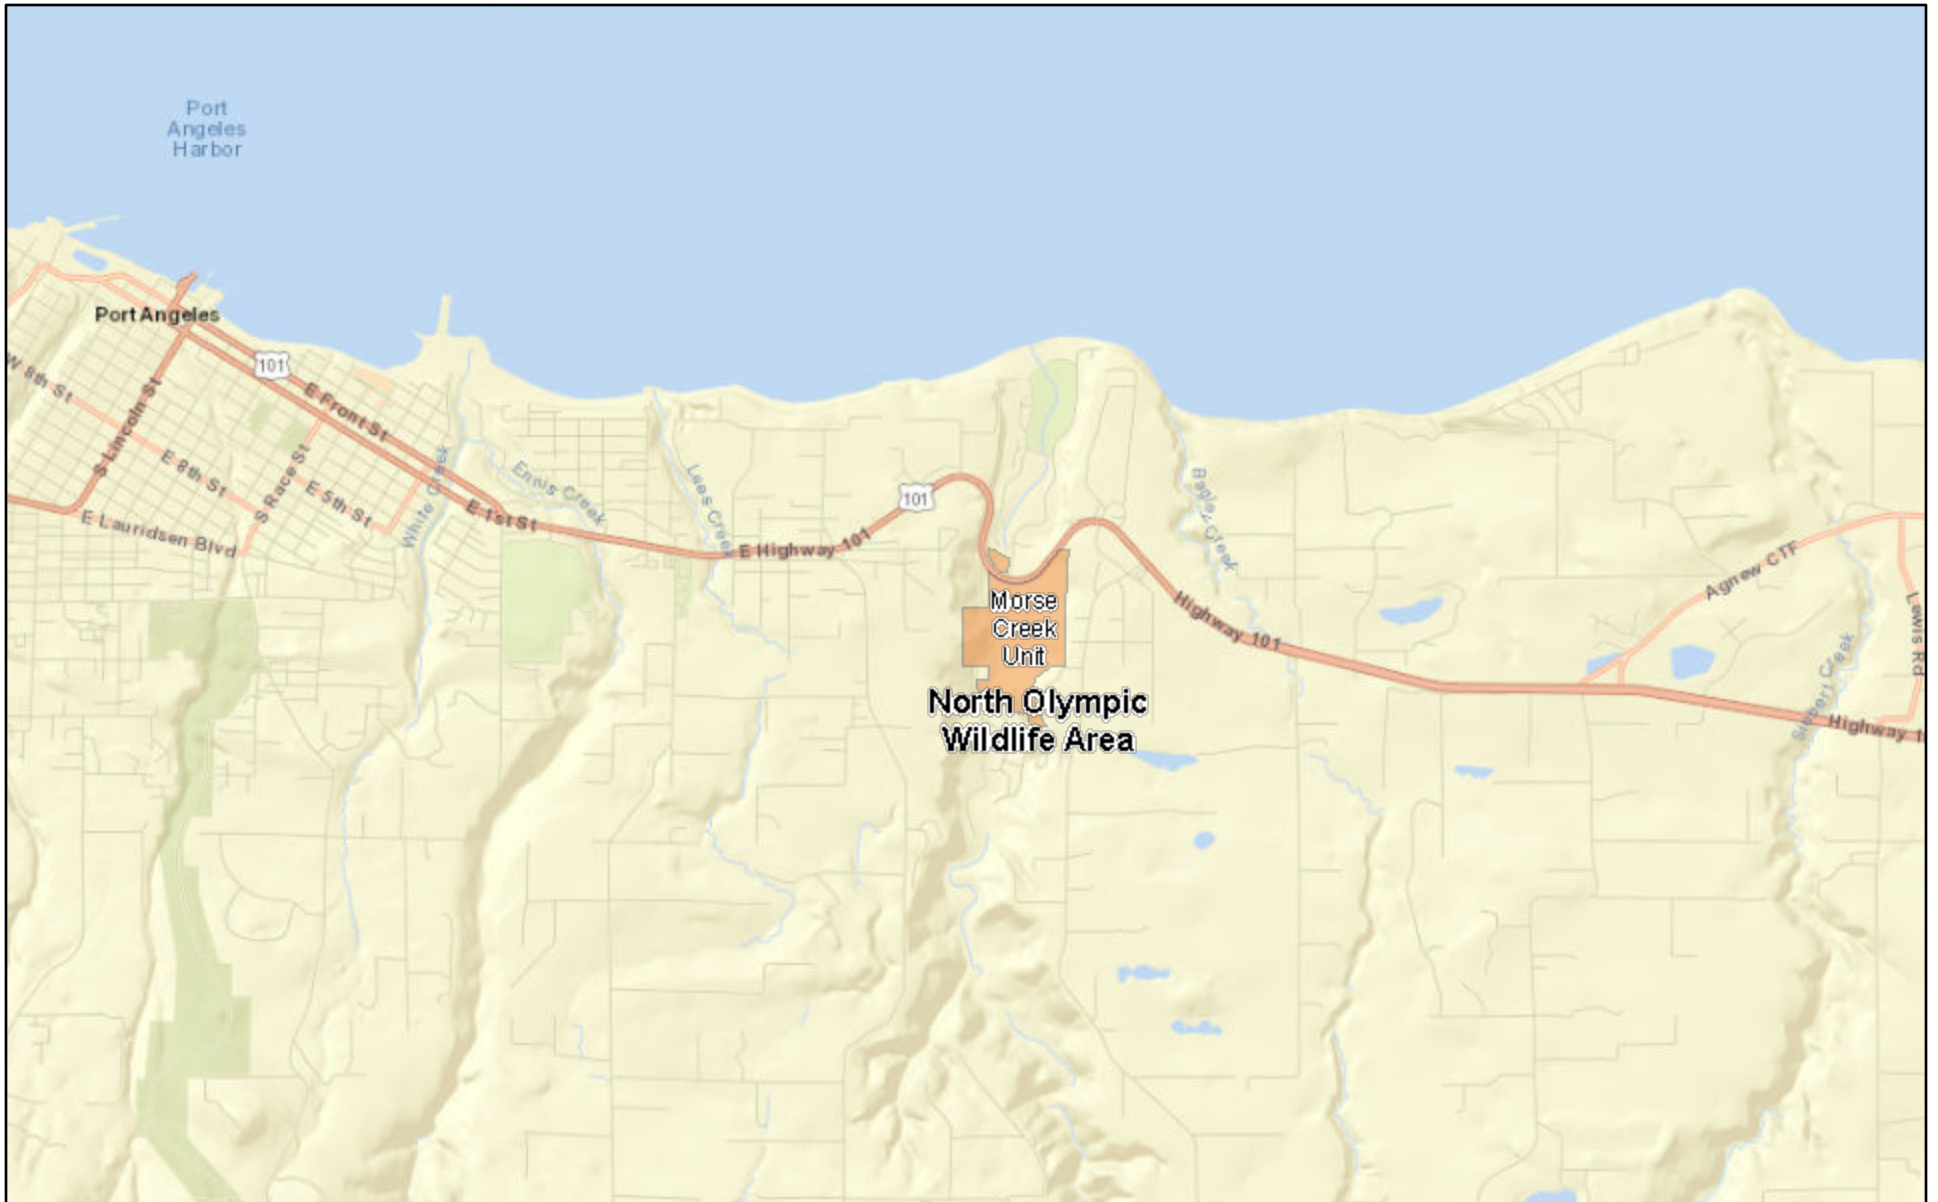 Port
Angeles
Harbor
Port Angeles
101
W 8th St
S Lincoln St
E Front St
E 8th St
S Race St
E 5th St
E Lauridsen Blvd
White Creek
E 1st St
Ennis Creek
Lees Creek
E Highway 101
101
Bagley Creek
Highway 101
Morse
Creek
Unit
North Olympic
Wildlife Area
Agnew CTF
Siebert Creek
Lewis Rd
Highway 1